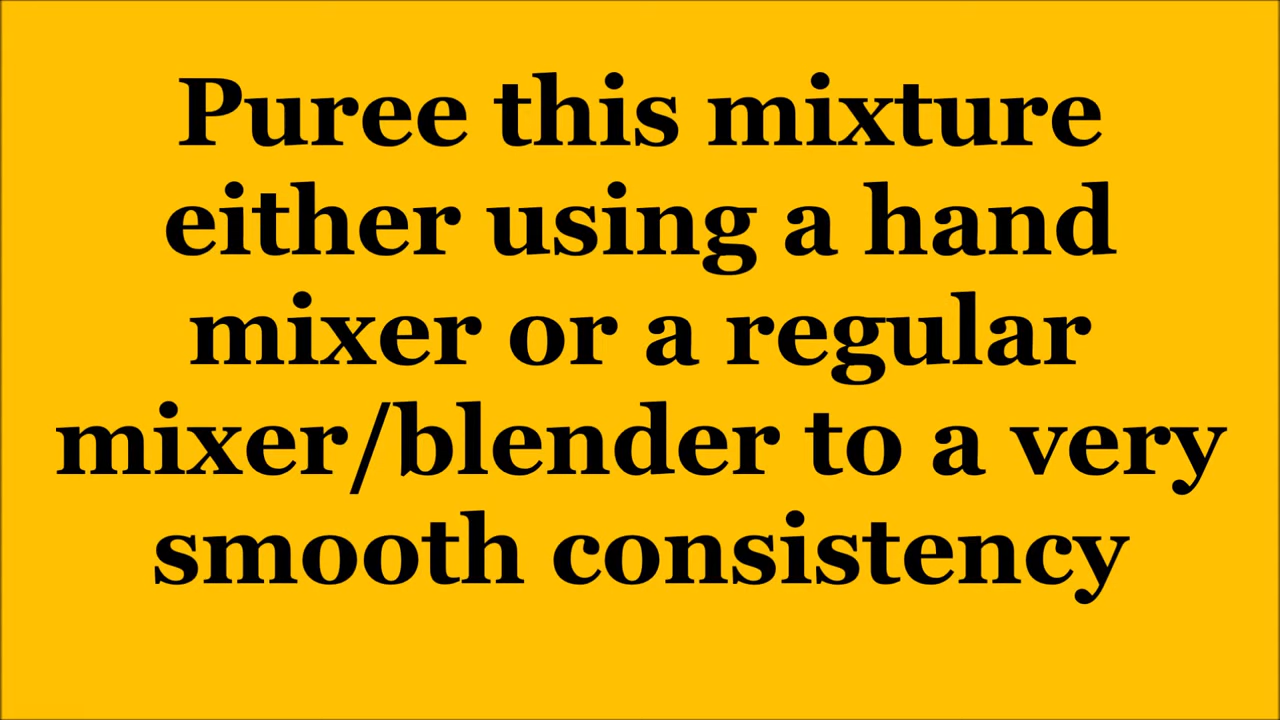 Puree this mixture
either using a hand
mixer or a regular
mixer/blender to a very
smooth consistency